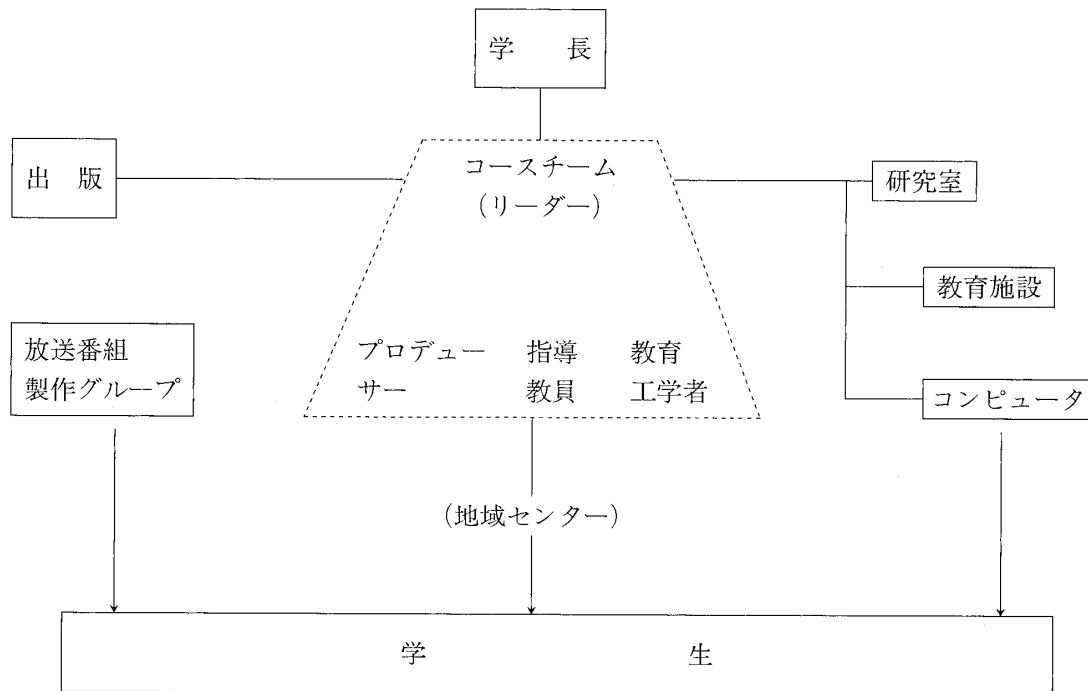 学　長
出　版
コースチーム
(リーダー)
研究室
教育施設
放送番組
製作グループ
プロデュー　指導　教育
サー　教員　工学者
コンピュータ
(地域センター)
学　生